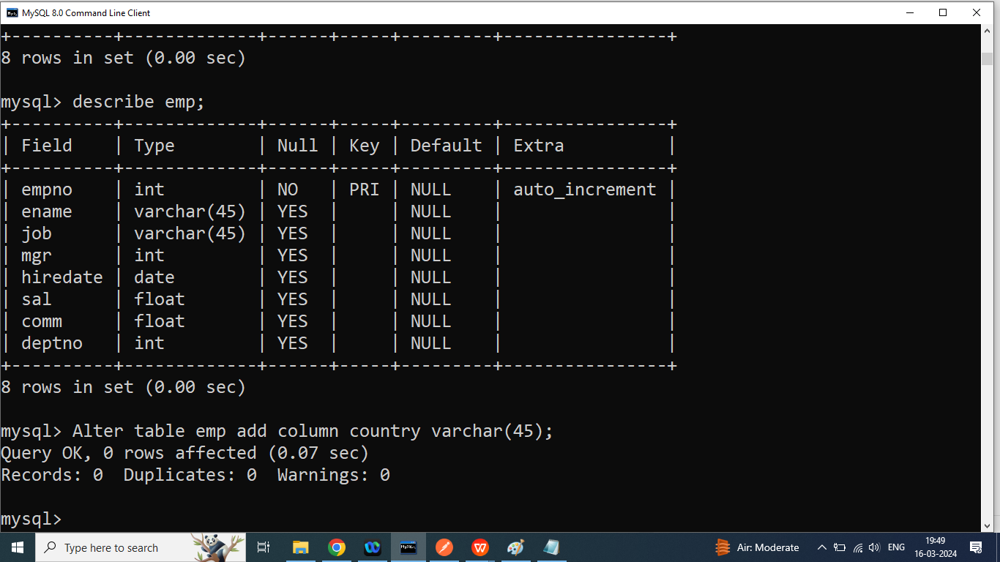 MySQL 8.0 Command Line Client
+----------+-------------+------+-----+---------+----------------+
8 rows in set (0.00 sec)
mysql> describe emp;
+----------+-------------+------+-----+---------+----------------+
| Field    | Type        | Null | Key | Default | Extra          |
+----------+-------------+------+-----+---------+----------------+
| empno    | int         | NO   | PRI | NULL    | auto_increment |
| ename    | varchar(45) | YES  |     | NULL    |                |
| job      | varchar(45) | YES  |     | NULL    |                |
| mgr      | int         | YES  |     | NULL    |                |
| hiredate | date        | YES  |     | NULL    |                |
| sal      | float       | YES  |     | NULL    |                |
| comm     | float       | YES  |     | NULL    |                |
| deptno   | int         | YES  |     | NULL    |                |
+----------+-------------+------+-----+---------+----------------+
8 rows in set (0.00 sec)
mysql> Alter table emp add column country varchar(45);
Query OK, 0 rows affected (0.07 sec)
Records: 0  Duplicates: 0  Warnings: 0
mysql>
Type here to search
MySQL
W
Air: Moderate
ENG
19:49
16-03-2024